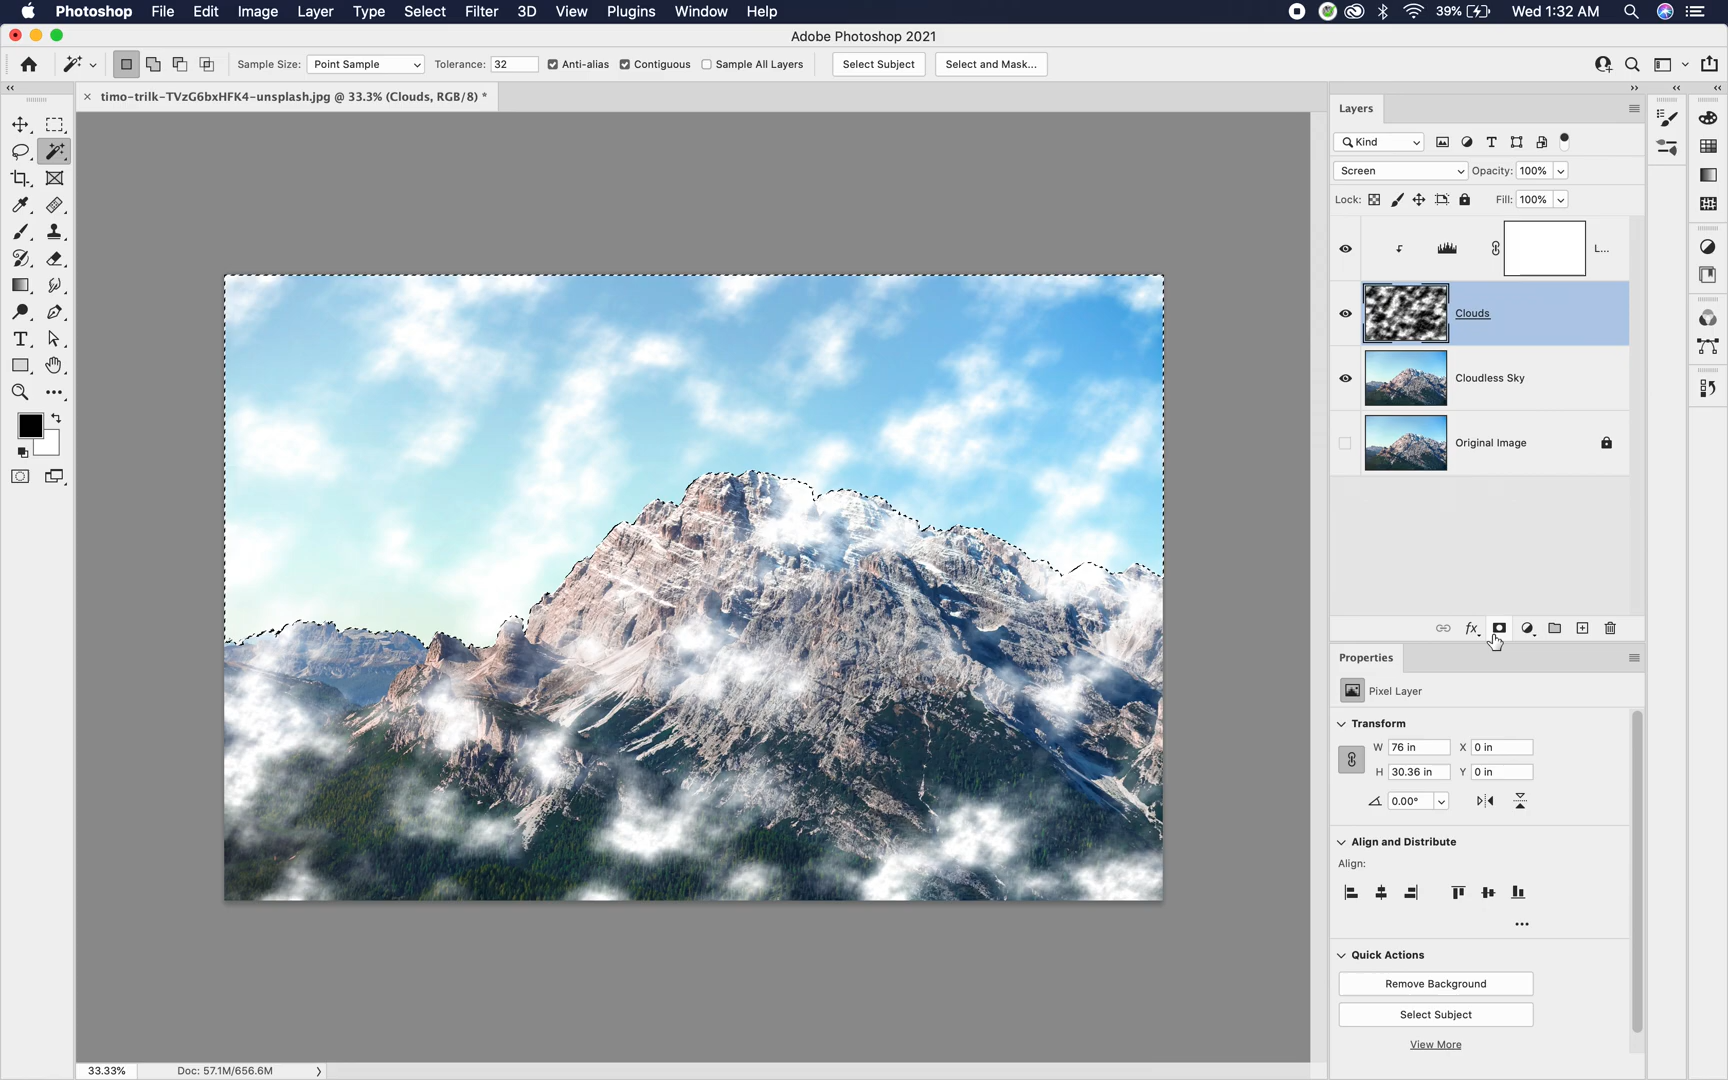 Photoshop File Edit Image Layer Type Select Filter 3D View Plugins Window Help 39% Wed 1:32 AM
Adobe Photoshop 2021
Sample Size: Point Sample Tolerance: 32 Anti-alias Contiguous Sample All Layers Select Subject Select and Mask...
timo-trilk-TVzG6bxHFK4-unsplash.jpg @ 33.3% (Clouds, RGB/8) *
Layers
Kind
Screen Opacity: 100%
Lock: Fill: 100%
L...
Clouds
Cloudless Sky
Original Image
fx
Properties
Pixel Layer
Transform
W 76 in X 0 in
H 30.36 in Y 0 in
0.00°
Align and Distribute
Align:
Quick Actions
Remove Background
Select Subject
View More
33.33% Doc: 57.1M/656.6M